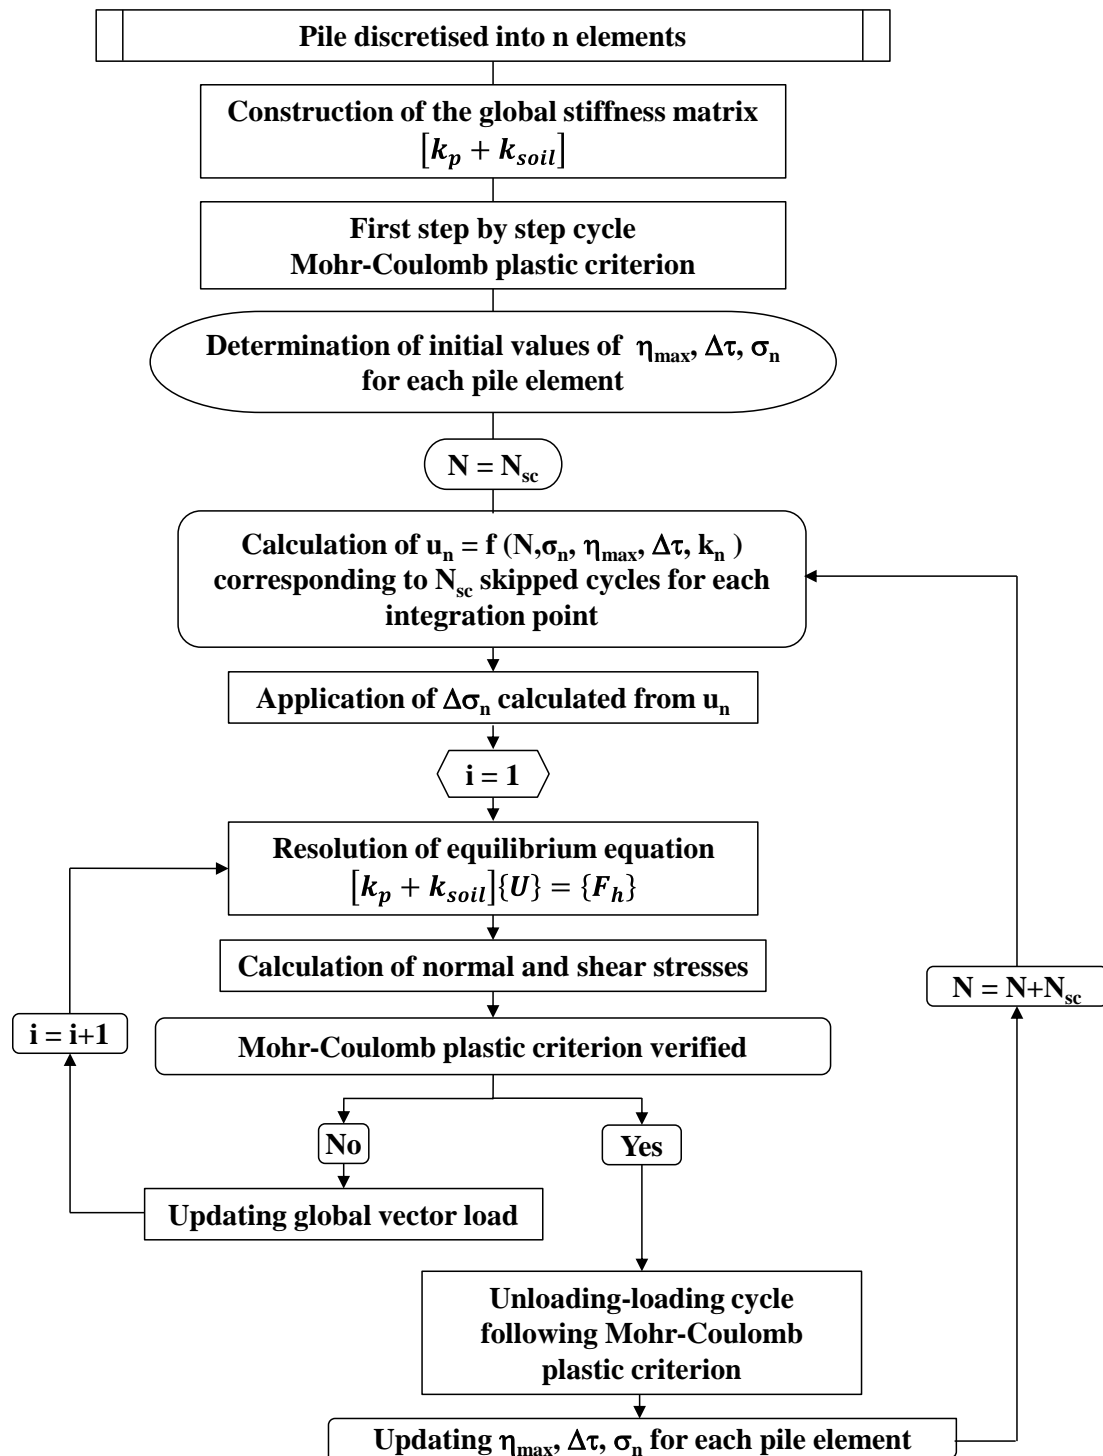 Pile discretised into n elements
Construction of the global stiffness matrix
[k_p + k_soil]
First step by step cycle
Mohr-Coulomb plastic criterion
Determination of initial values of η_max, Δτ, σ_n
for each pile element
N = N_sc
Calculation of u_n = f (N,σ_n, η_max, Δτ, k_n )
corresponding to N_sc skipped cycles for each
integration point
Application of Δσ_n calculated from u_n
i = 1
Resolution of equilibrium equation
[k_p + k_soil]{U} = {F_h}
Calculation of normal and shear stresses
N = N+N_sc
i = i+1
Mohr-Coulomb plastic criterion verified
No
Yes
Updating global vector load
Unloading-loading cycle
following Mohr-Coulomb
plastic criterion
Updating η_max, Δτ, σ_n for each pile element